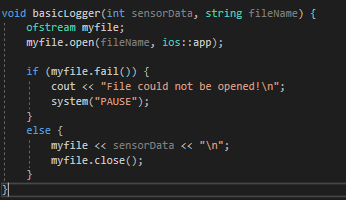 void basicLogger(int sensorData, string fileName) {
    ofstream myfile;
    myfile.open(fileName, ios::app);

    if (myfile.fail()) {
        cout << "File could not be opened!\n";
        system("PAUSE");
    }
    else {
        myfile << sensorData << "\n";
        myfile.close();
    }
}